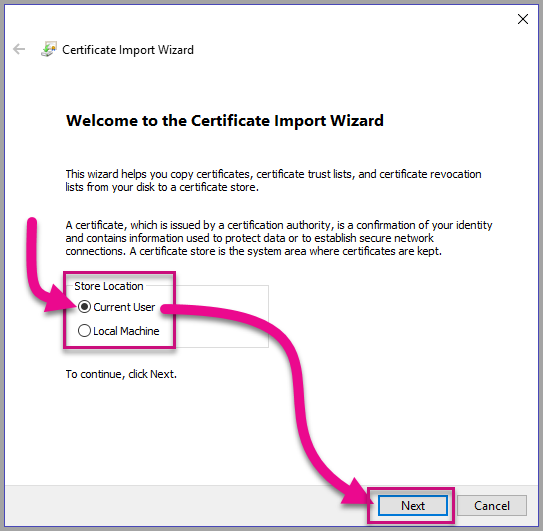 Certificate Import Wizard
Welcome to the Certificate Import Wizard
This wizard helps you copy certificates, certificate trust lists, and certificate revocation
lists from your disk to a certificate store.
A certificate, which is issued by a certification authority, is a confirmation of your identity
and contains information used to protect data or to establish secure network
connections. A certificate store is the system area where certificates are kept.
Store Location
Current User
Local Machine
To continue, click Next.
Next
Cancel